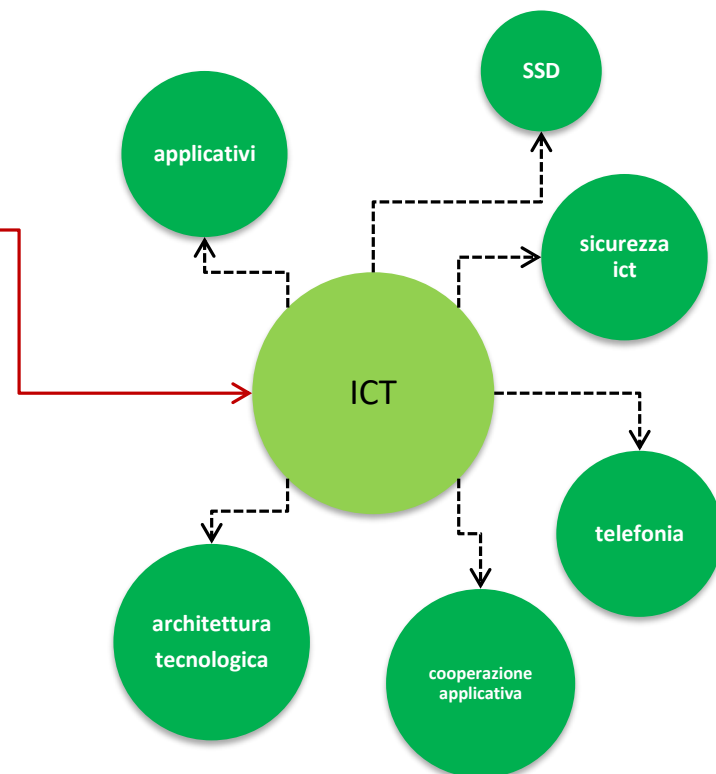 SSD
applicativi
sicurezza
ict
ICT
telefonia
architettura
tecnologica
cooperazione
applicativa